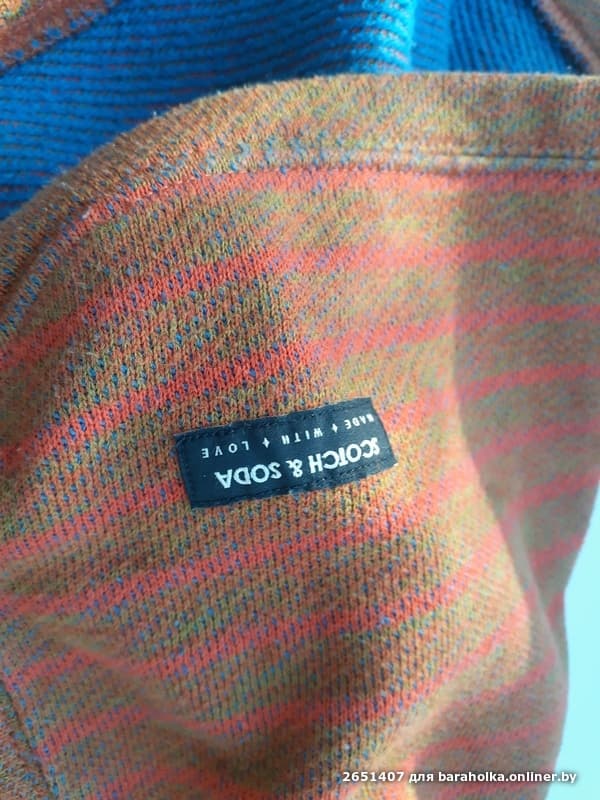 SCOTCH & SODA
MADE + WITH + LOVE
2651407 для baraholka.onliner.by